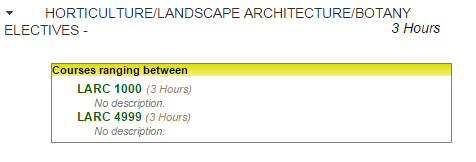 HORTICULTURE/LANDSCAPE ARCHITECTURE/BOTANY
ELECTIVES -
3 Hours
Courses ranging between
LARC 1000 (3 Hours)
No description.
LARC 4999 (3 Hours)
No description.